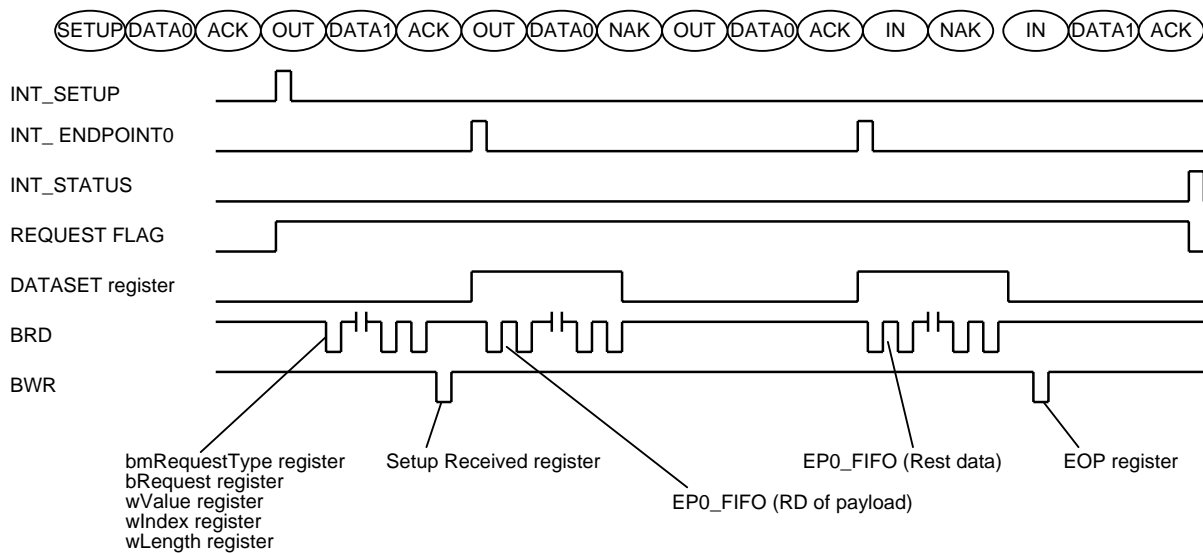 SETUP DATA0 ACK OUT DATA1 ACK OUT DATA0 NAK OUT DATA0 ACK IN NAK IN DATA1 ACK
INT_SETUP
INT_ ENDPOINT0
INT_STATUS
REQUEST FLAG
DATASET register
BRD
BWR
bmRequestType register
bRequest register
wValue register
wIndex register
wLength register
Setup Received register
EP0_FIFO (RD of payload)
EP0_FIFO (Rest data)
EOP register